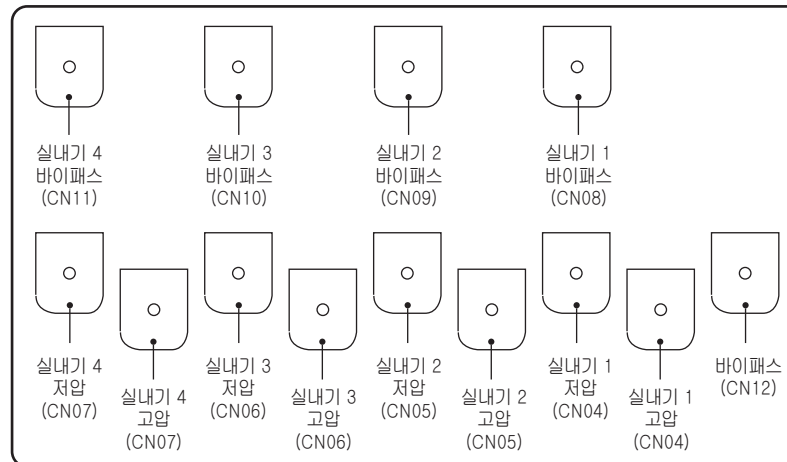 실내기 4
바이패스
(CN11)
실내기 3
바이패스
(CN10)
실내기 2
바이패스
(CN09)
실내기 1
바이패스
(CN08)
실내기 4
저압
(CN07)
실내기 4
고압
(CN07)
실내기 3
저압
(CN06)
실내기 3
고압
(CN06)
실내기 2
저압
(CN05)
실내기 2
고압
(CN05)
실내기 1
저압
(CN04)
실내기 1
고압
(CN04)
바이패스
(CN12)